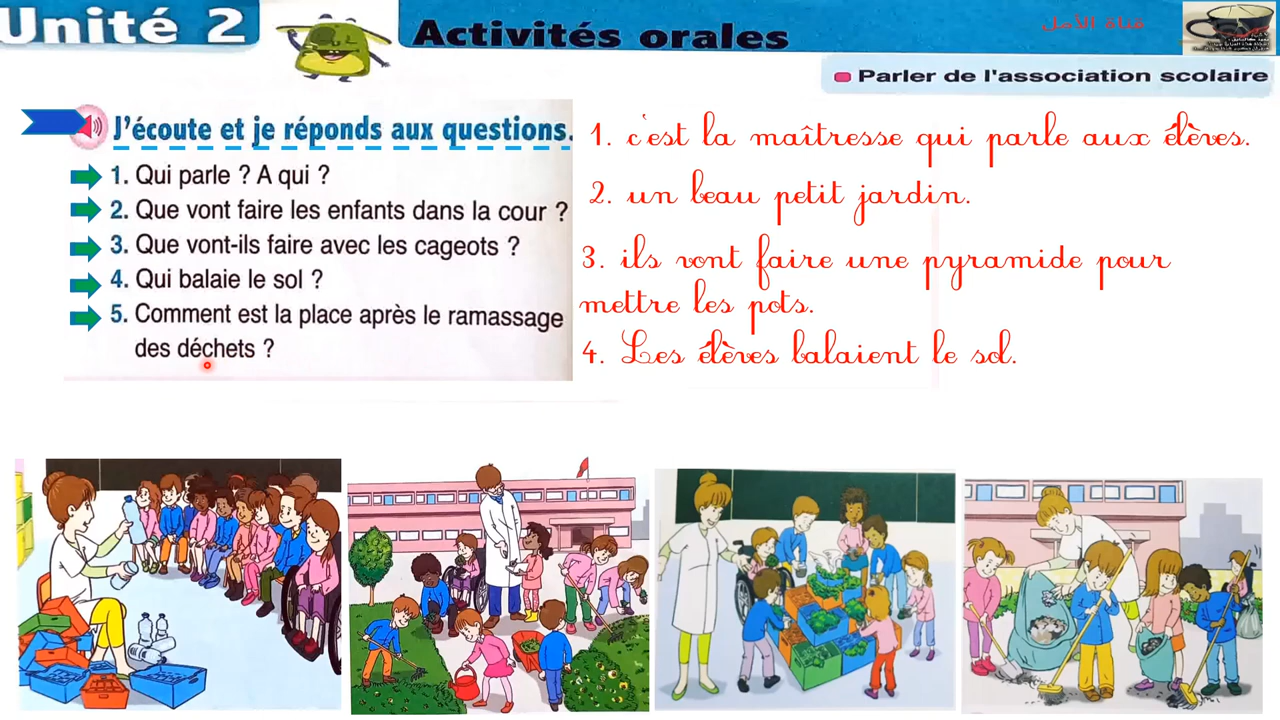 Unité 2
Activités orales
قناة الأمل
Parler de l'association scolaire
J'écoute et je réponds aux questions.
1. Qui parle ? A qui ?
2. Que vont faire les enfants dans la cour ?
3. Que vont-ils faire avec les cageots ?
4. Qui balaie le sol ?
5. Comment est la place après le ramassage
des déchets ?
1. c'est la maîtresse qui parle aux élèves.
2. un beau petit jardin.
3. ils vont faire une pyramide pour
mettre les pots.
4. Les élèves balaient le sol.